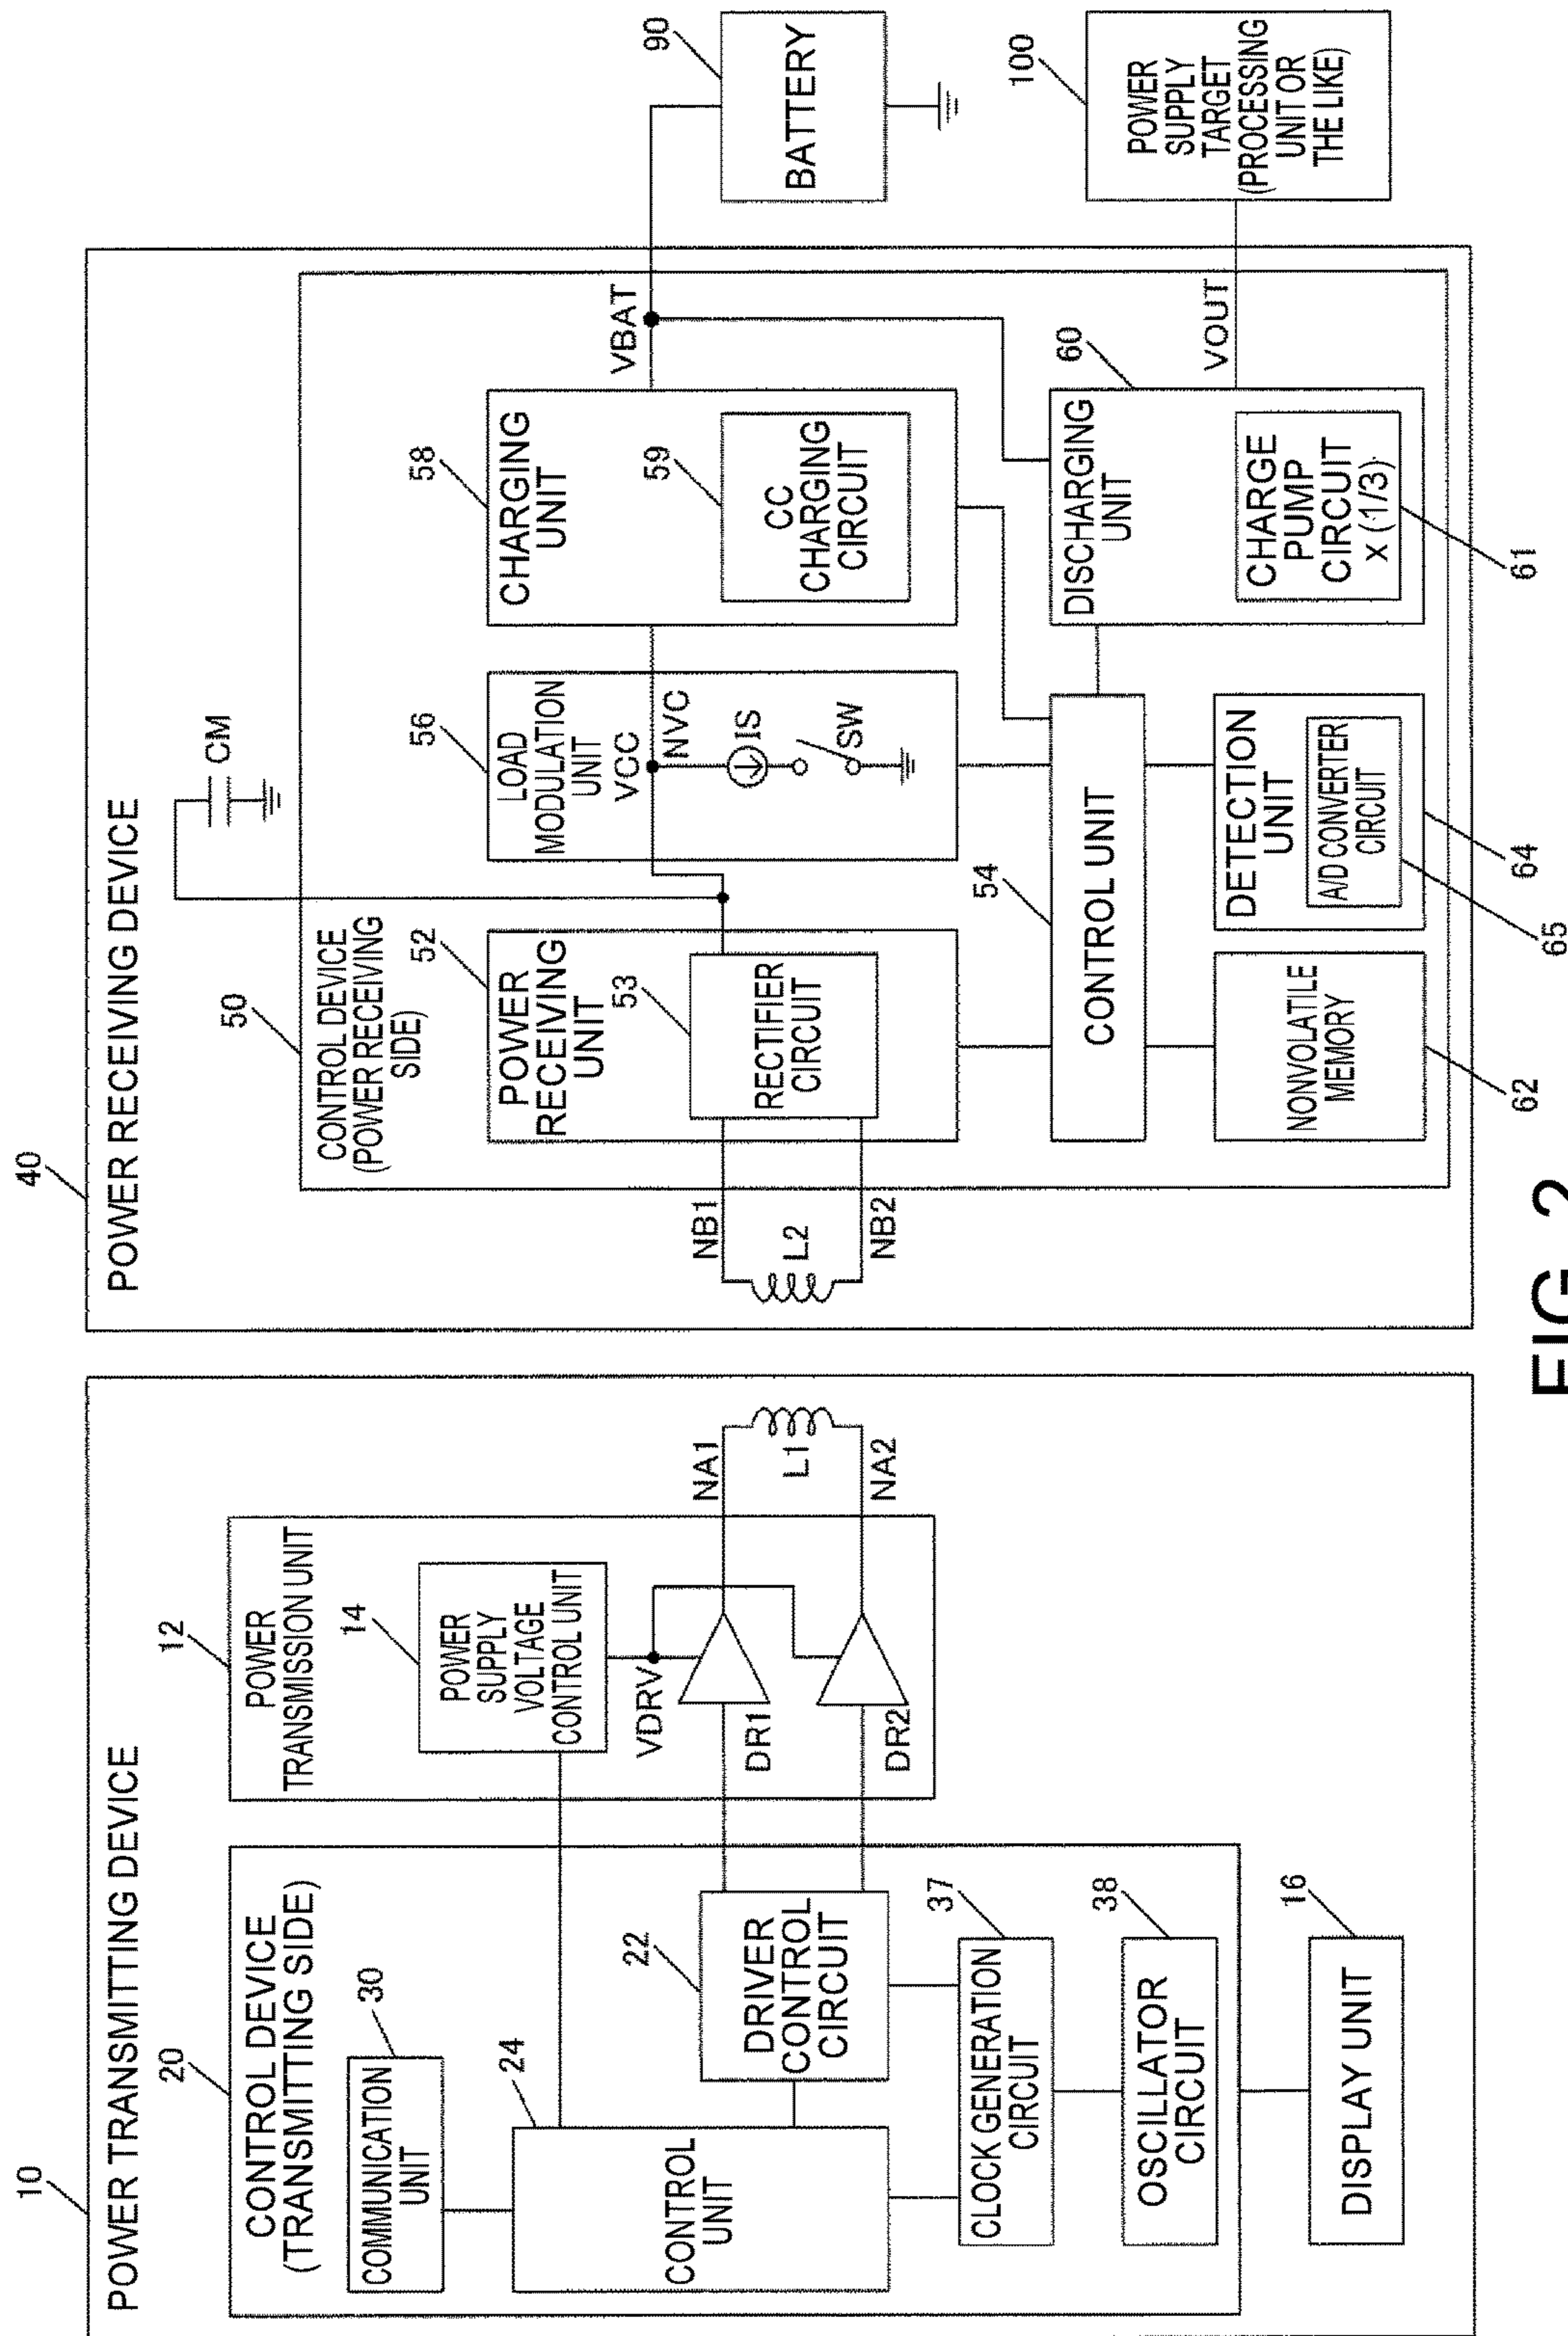 10
POWER TRANSMITTING DEVICE
20
CONTROL DEVICE
(TRANSMITTING SIDE)
30
COMMUNICATION
UNIT
24
CONTROL
UNIT
22
DRIVER
CONTROL
CIRCUIT
37
CLOCK GENERATION
CIRCUIT
38
OSCILLATOR
CIRCUIT
16
DISPLAY UNIT
12
POWER
TRANSMISSION UNIT
14
POWER
SUPPLY
VOLTAGE
CONTROL UNIT
VDRV
DR1
DR2
NA1
L1
NA2
40
POWER RECEIVING DEVICE
50
CONTROL DEVICE
(POWER RECEIVING
SIDE)
NB1
L2
NB2
52
POWER
RECEIVING
UNIT
53
RECTIFIER
CIRCUIT
CM
56
LOAD
MODULATION
UNIT
VCC
NVC
IS
SW
58
CHARGING
UNIT
59
CC
CHARGING
CIRCUIT
VBAT
90
BATTERY
54
CONTROL UNIT
60
DISCHARGING
UNIT
CHARGE
PUMP
CIRCUIT
x (1/3)
61
VOUT
100
POWER
SUPPLY
TARGET
(PROCESSING
UNIT OR
THE LIKE)
NONVOLATILE
MEMORY
62
DETECTION
UNIT
A/D CONVERTER
CIRCUIT
64
65
FIG. 2